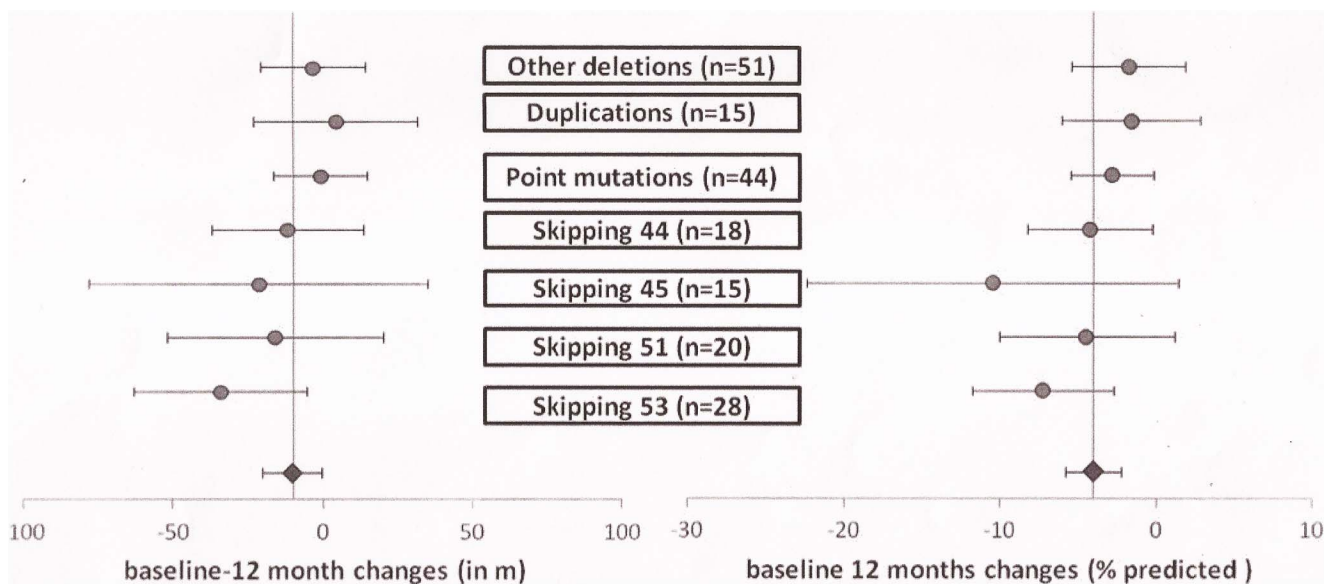 Other deletions (n=51)
Duplications (n=15)
Point mutations (n=44)
Skipping 44 (n=18)
Skipping 45 (n=15)
Skipping 51 (n=20)
Skipping 53 (n=28)
100 -50 0 50 100
-30 -20 -10 0 10
baseline-12 month changes (in m)
baseline 12 months changes (% predicted )